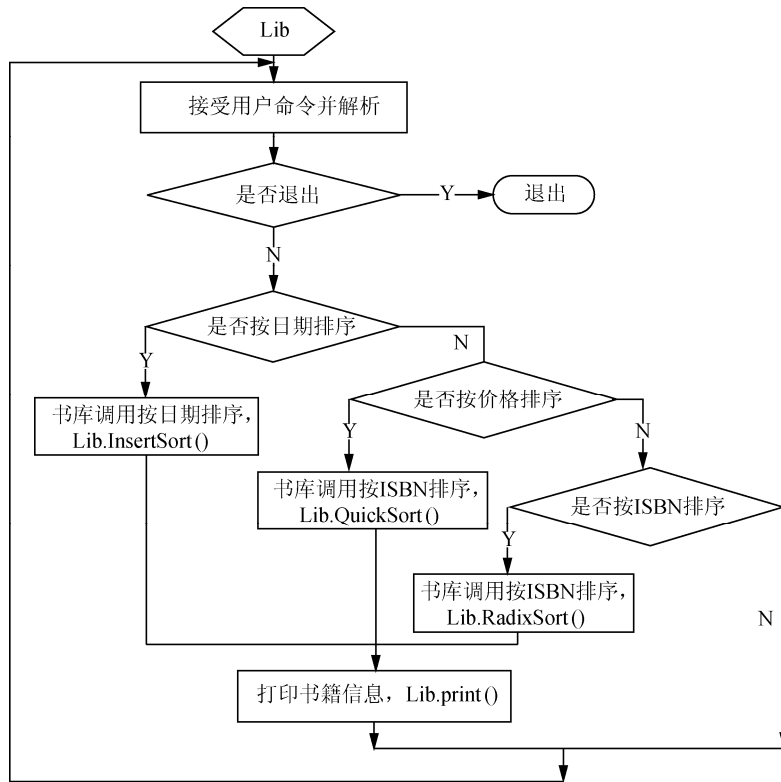 Lib
接受用户命令并解析
是否退出
Y
退出
N
是否按日期排序
N
Y
是否按价格排序
书库调用按日期排序，
Lib.InsertSort()
Y
N
书库调用按ISBN排序，
Lib.QuickSort()
是否按ISBN排序
Y
书库调用按ISBN排序，
Lib.RadixSort()
N
打印书籍信息，Lib.print()